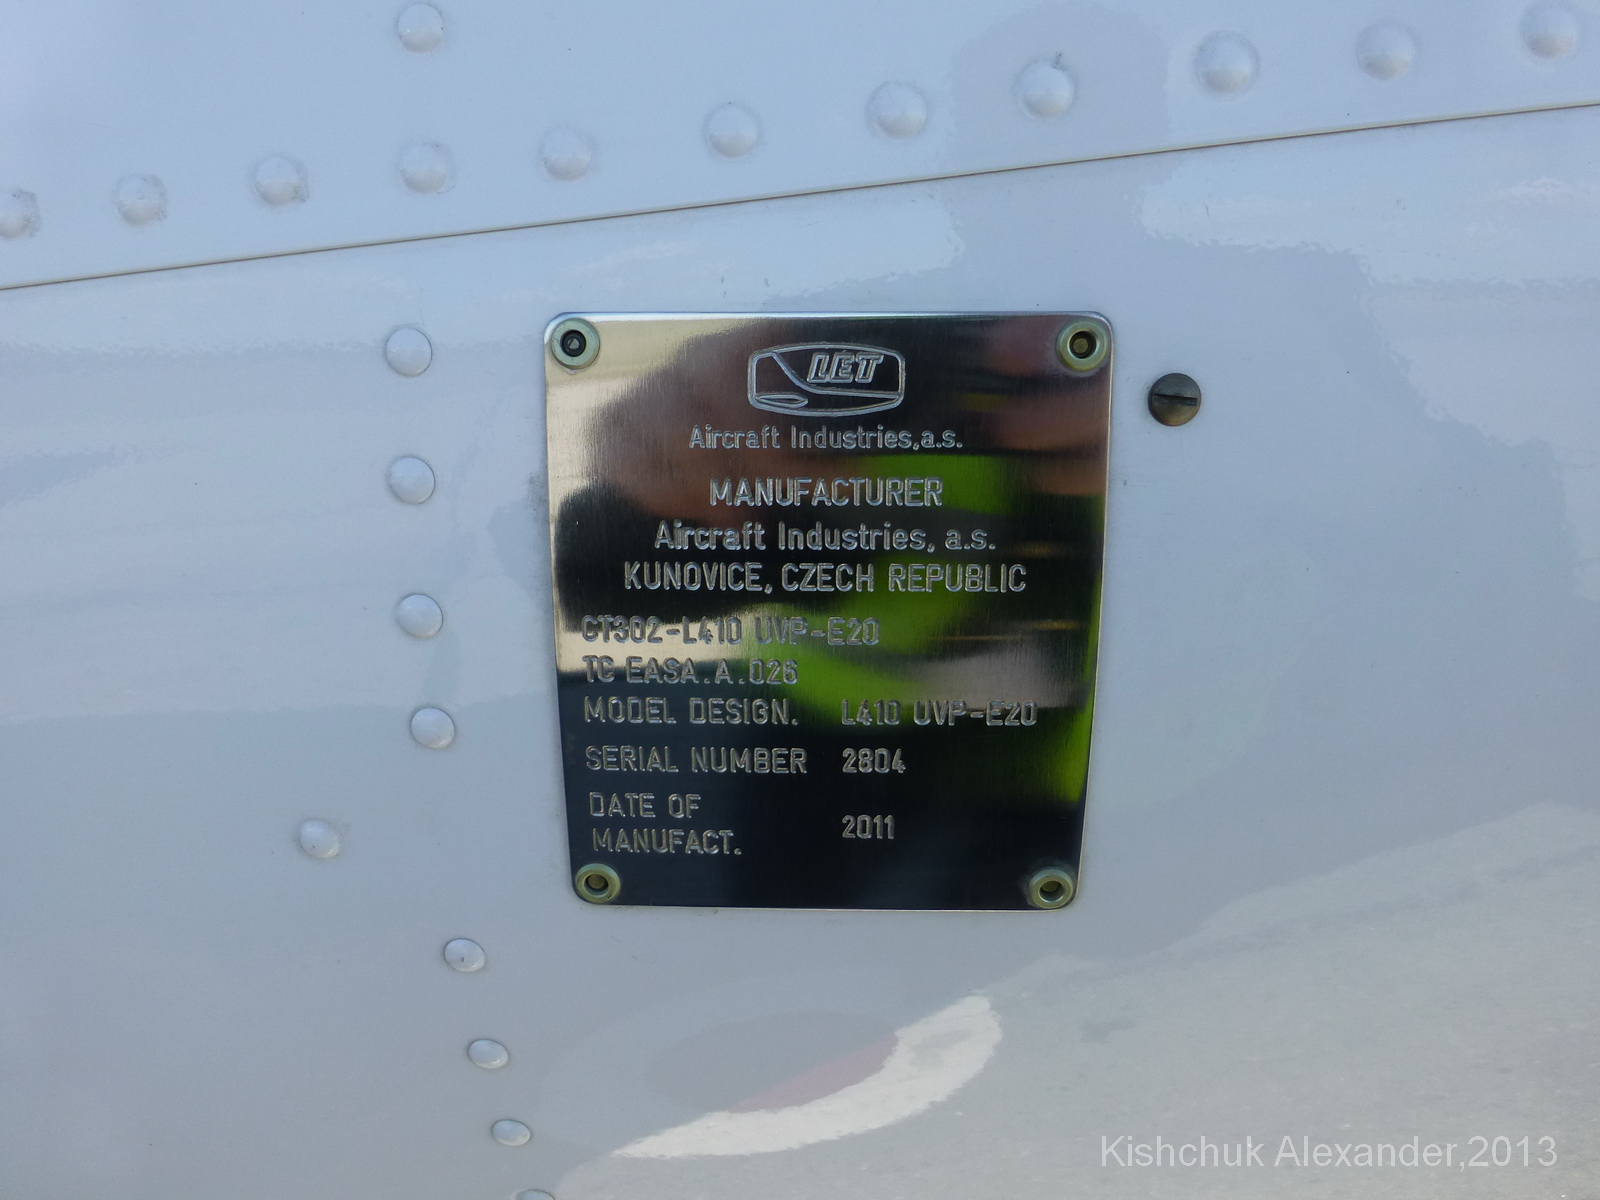 LET
Aircraft Industries,a.s.
MANUFACTURER
Aircraft Industries, a.s.
KUNOVICE, CZECH REPUBLIC
CT302-L410 UVP-E20
TC EASA.A.026
MODEL DESIGN. L410 UVP-E20
SERIAL NUMBER 2804
DATE OF
MANUFACT. 2011
Kishchuk Alexander,2013